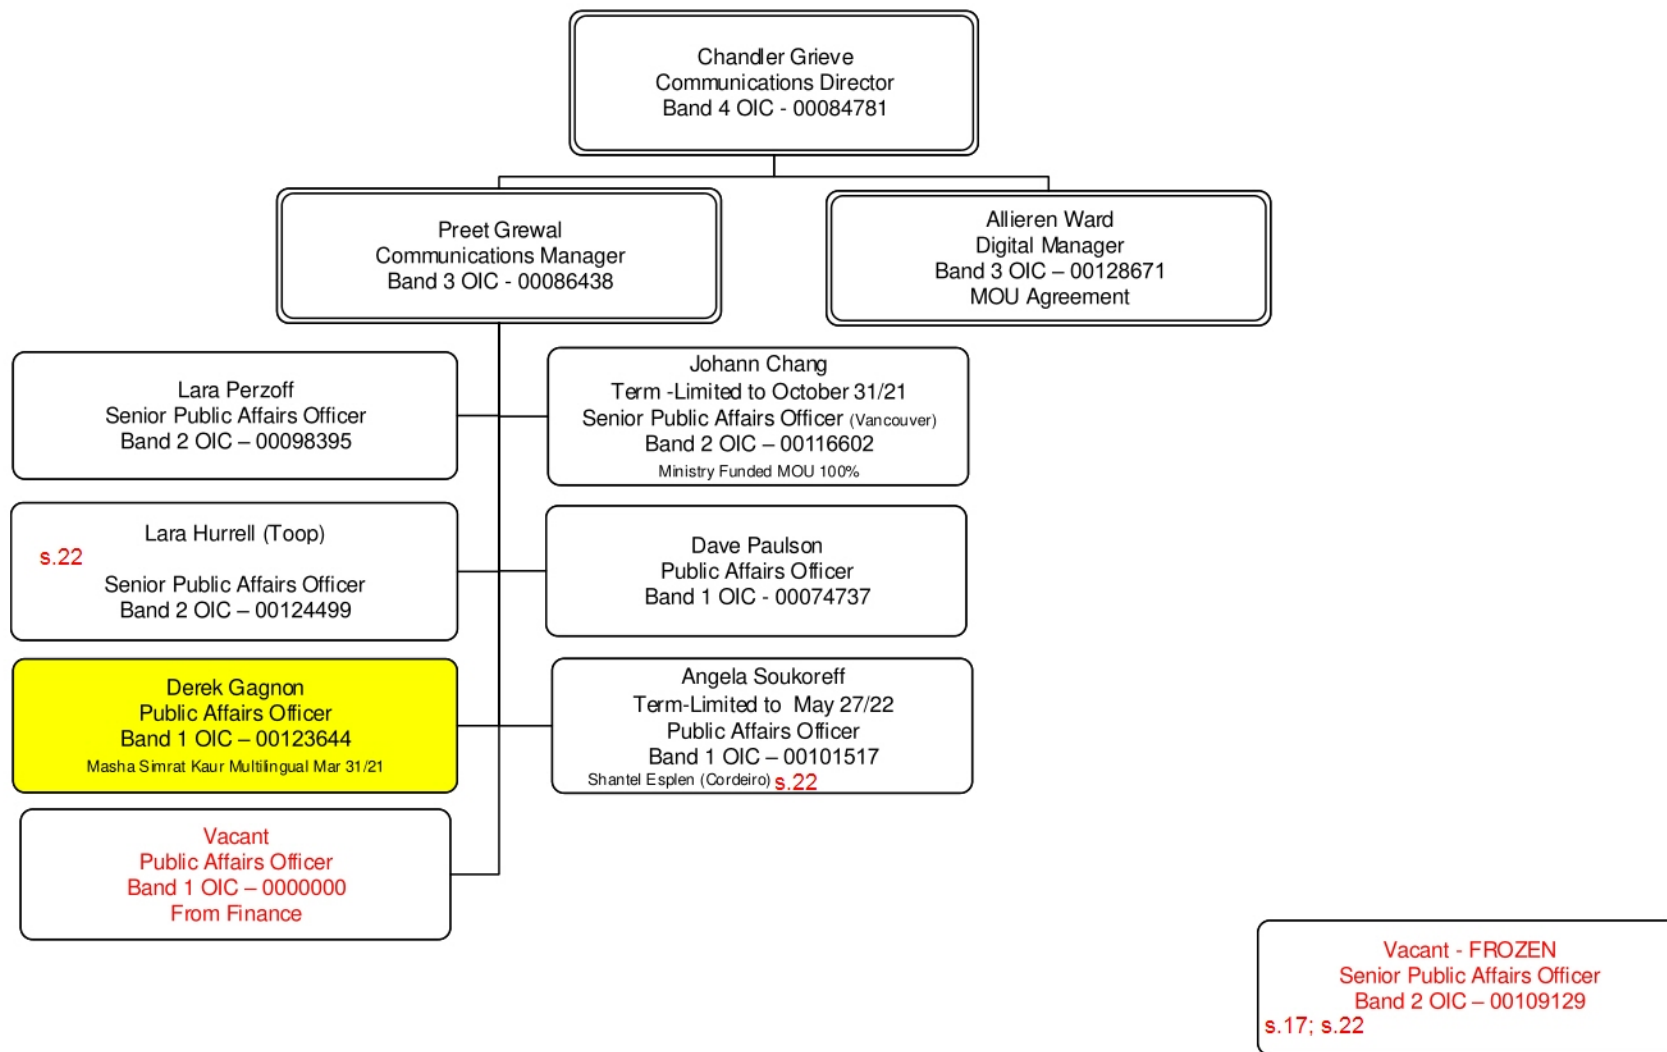 Chandler Grieve
Communications Director
Band 4 OIC - 00084781
Preet Grewal
Communications Manager
Band 3 OIC - 00086438
Allieren Ward
Digital Manager
Band 3 OIC – 00128671
MOU Agreement
Lara Perzoff
Senior Public Affairs Officer
Band 2 OIC – 00098395
Johann Chang
Term -Limited to October 31/21
Senior Public Affairs Officer (Vancouver)
Band 2 OIC – 00116602
Ministry Funded MOU 100%
Lara Hurrell (Toop)
s.22
Senior Public Affairs Officer
Band 2 OIC – 00124499
Dave Paulson
Public Affairs Officer
Band 1 OIC - 00074737
Derek Gagnon
Public Affairs Officer
Band 1 OIC – 00123644
Masha Simrat Kaur Multilingual Mar 31/21
Angela Soukoreff
Term-Limited to May 27/22
Public Affairs Officer
Band 1 OIC – 00101517
Shantel Esplen (Cordeiro) s.22
Vacant
Public Affairs Officer
Band 1 OIC – 0000000
From Finance
Vacant - FROZEN
Senior Public Affairs Officer
Band 2 OIC – 00109129
s.17; s.22